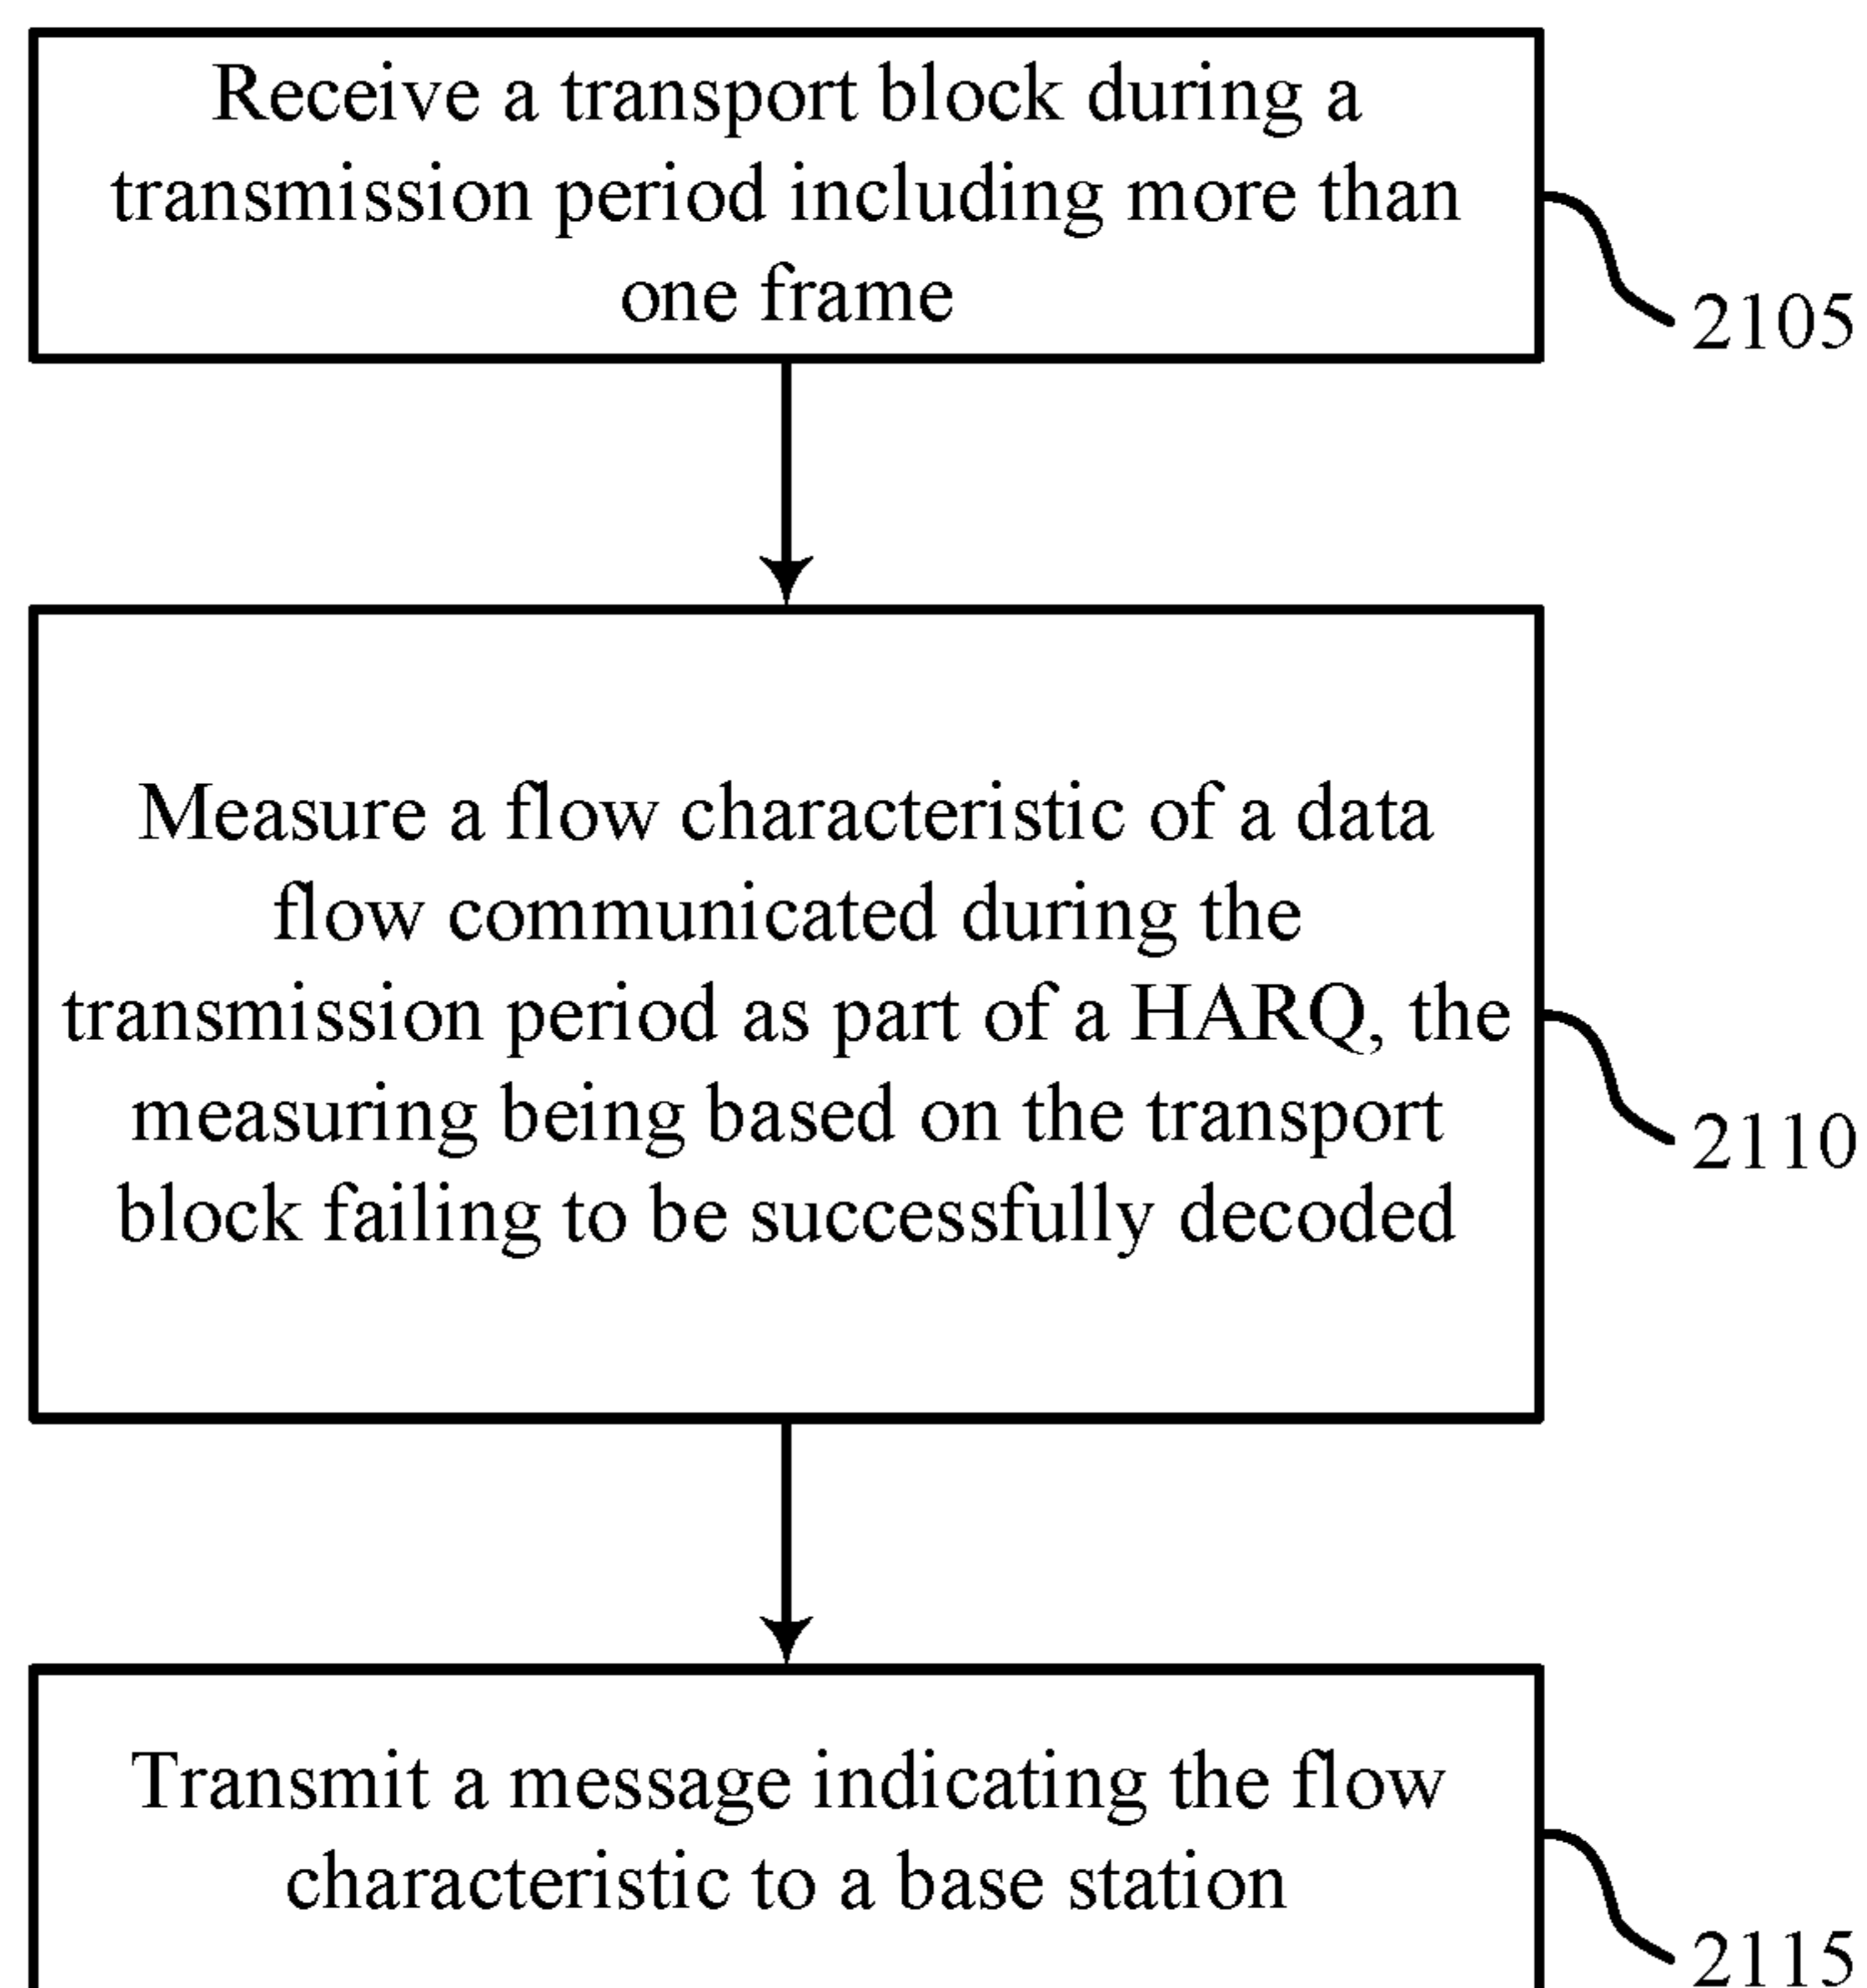 Receive a transport block during a
transmission period including more than
one frame
2105
Measure a flow characteristic of a data
flow communicated during the
transmission period as part of a HARQ, the
measuring being based on the transport
block failing to be successfully decoded
2110
Transmit a message indicating the flow
characteristic to a base station
2115